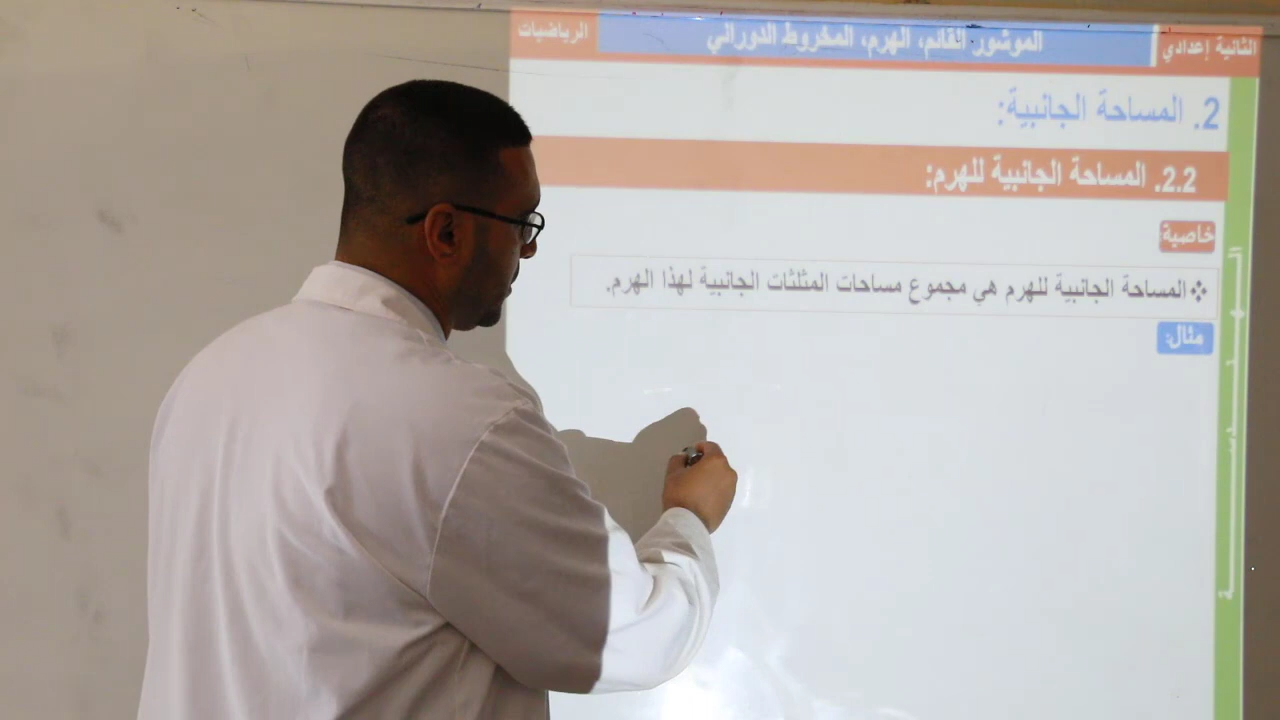 الثانية إعدادي
الموشور القائم، الهرم، المخروط الدوراني
الرياضيات
2. المساحة الجانبية:
2.2. المساحة الجانبية للهرم:
خاصية
❖ المساحة الجانبية للهرم هي مجموع مساحات المثلثات الجانبية لهذا الهرم.
مثال: